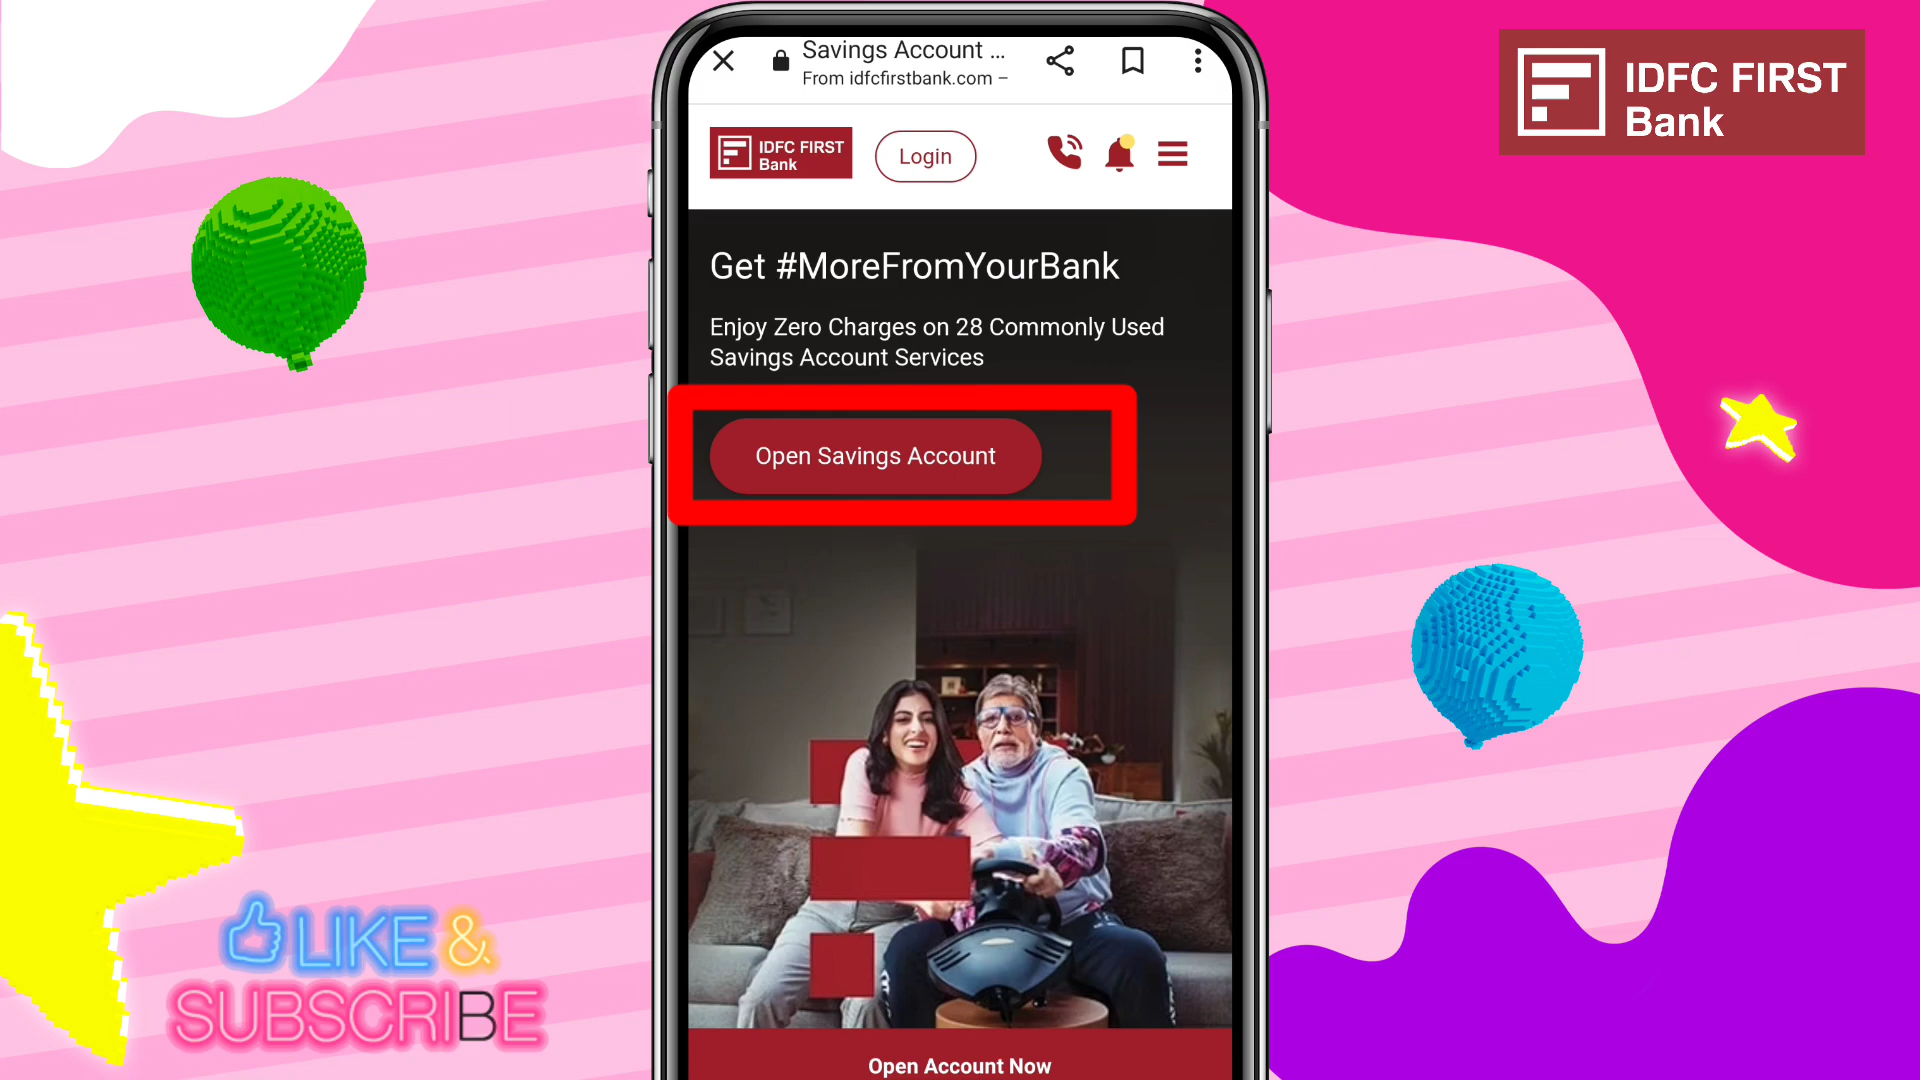 Savings Account ...
From idfcfirstbank.com –
IDFC FIRST
Bank
IDFC FIRST
Bank
Login
Get #MoreFromYourBank
Enjoy Zero Charges on 28 Commonly Used
Savings Account Services
Open Savings Account
LIKE &
SUBSCRIBE
Open Account Now